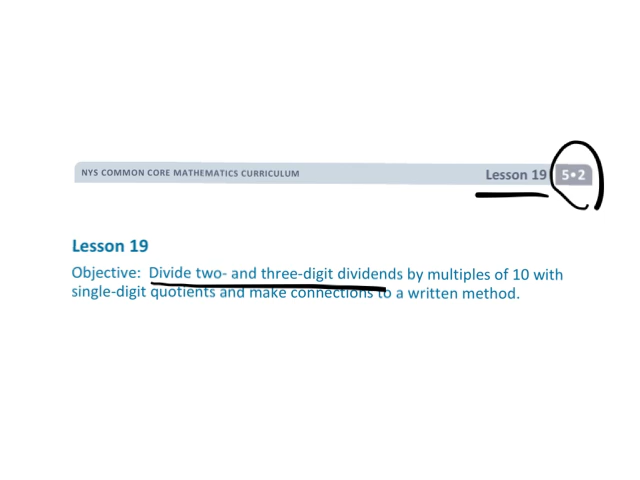 NYS COMMON CORE MATHEMATICS CURRICULUM Lesson 19 5•2
Lesson 19
Objective: Divide two- and three-digit dividends by multiples of 10 with
single-digit quotients and make connections to a written method.